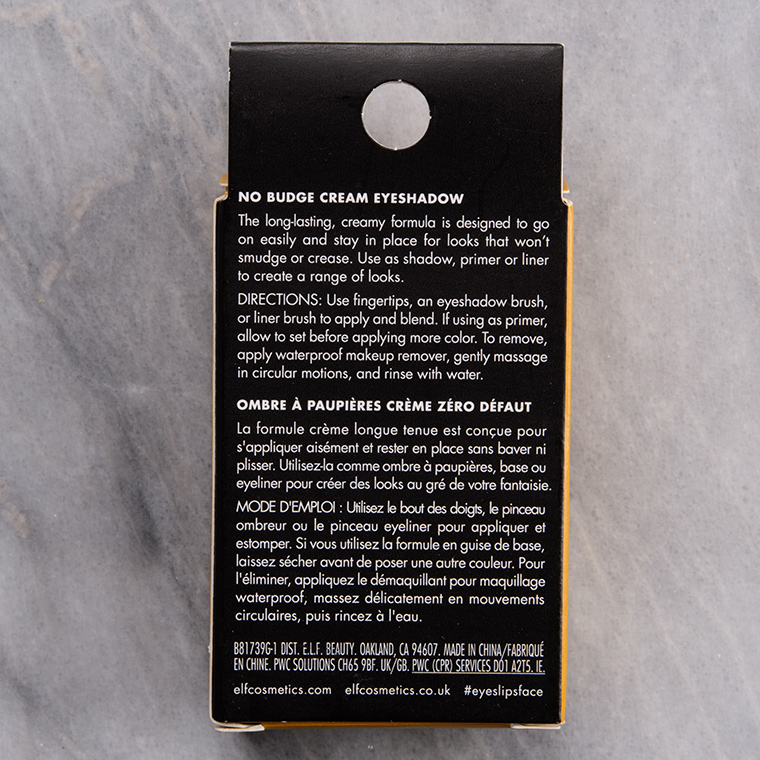 NO BUDGE CREAM EYESHADOW
The long-lasting, creamy formula is designed to go
on easily and stay in place for looks that won't
smudge or crease. Use as shadow, primer or liner
to create a range of looks.
DIRECTIONS: Use fingertips, an eyeshadow brush,
or liner brush to apply and blend. If using as primer,
allow to set before applying more color. To remove,
apply waterproof makeup remover, gently massage
in circular motions, and rinse with water.
OMBRE À PAUPIÈRES CRÈME ZÉRO DÉFAUT
La formule crème longue tenue est conçue pour
s'appliquer aisément et rester en place sans baver ni
plisser. Utilisez-la comme ombre à paupières, base ou
eyeliner pour créer des looks au gré de votre fantaisie.
MODE D'EMPLOI : Utilisez le bout des doigts, le pinceau
ombreur ou le pinceau eyeliner pour appliquer et
estomper. Si vous utilisez la formule en guise de base,
laissez sécher avant de poser une autre couleur. Pour
l'éliminer, appliquez le démaquillant pour maquillage
waterproof, massez délicatement en mouvements
circulaires, puis rincez à l'eau.
B81739G-1 DIST. E.L.F. BEAUTY. OAKLAND, CA 94607. MADE IN CHINA/FABRIQUÉ
EN CHINE. PWC SOLUTIONS CH65 9BF. UK/GB. PWC (CPR) SERVICES D01 A2T5. IE.
elfcosmetics.com elfcosmetics.co.uk #eyeslipsface